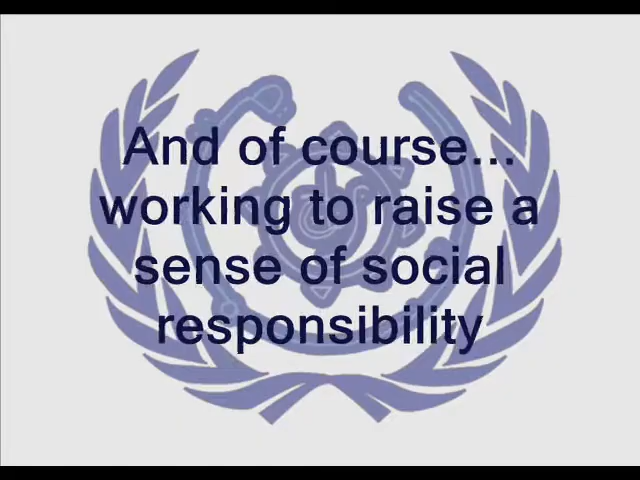 And of course...
working to raise a
sense of social
responsibility